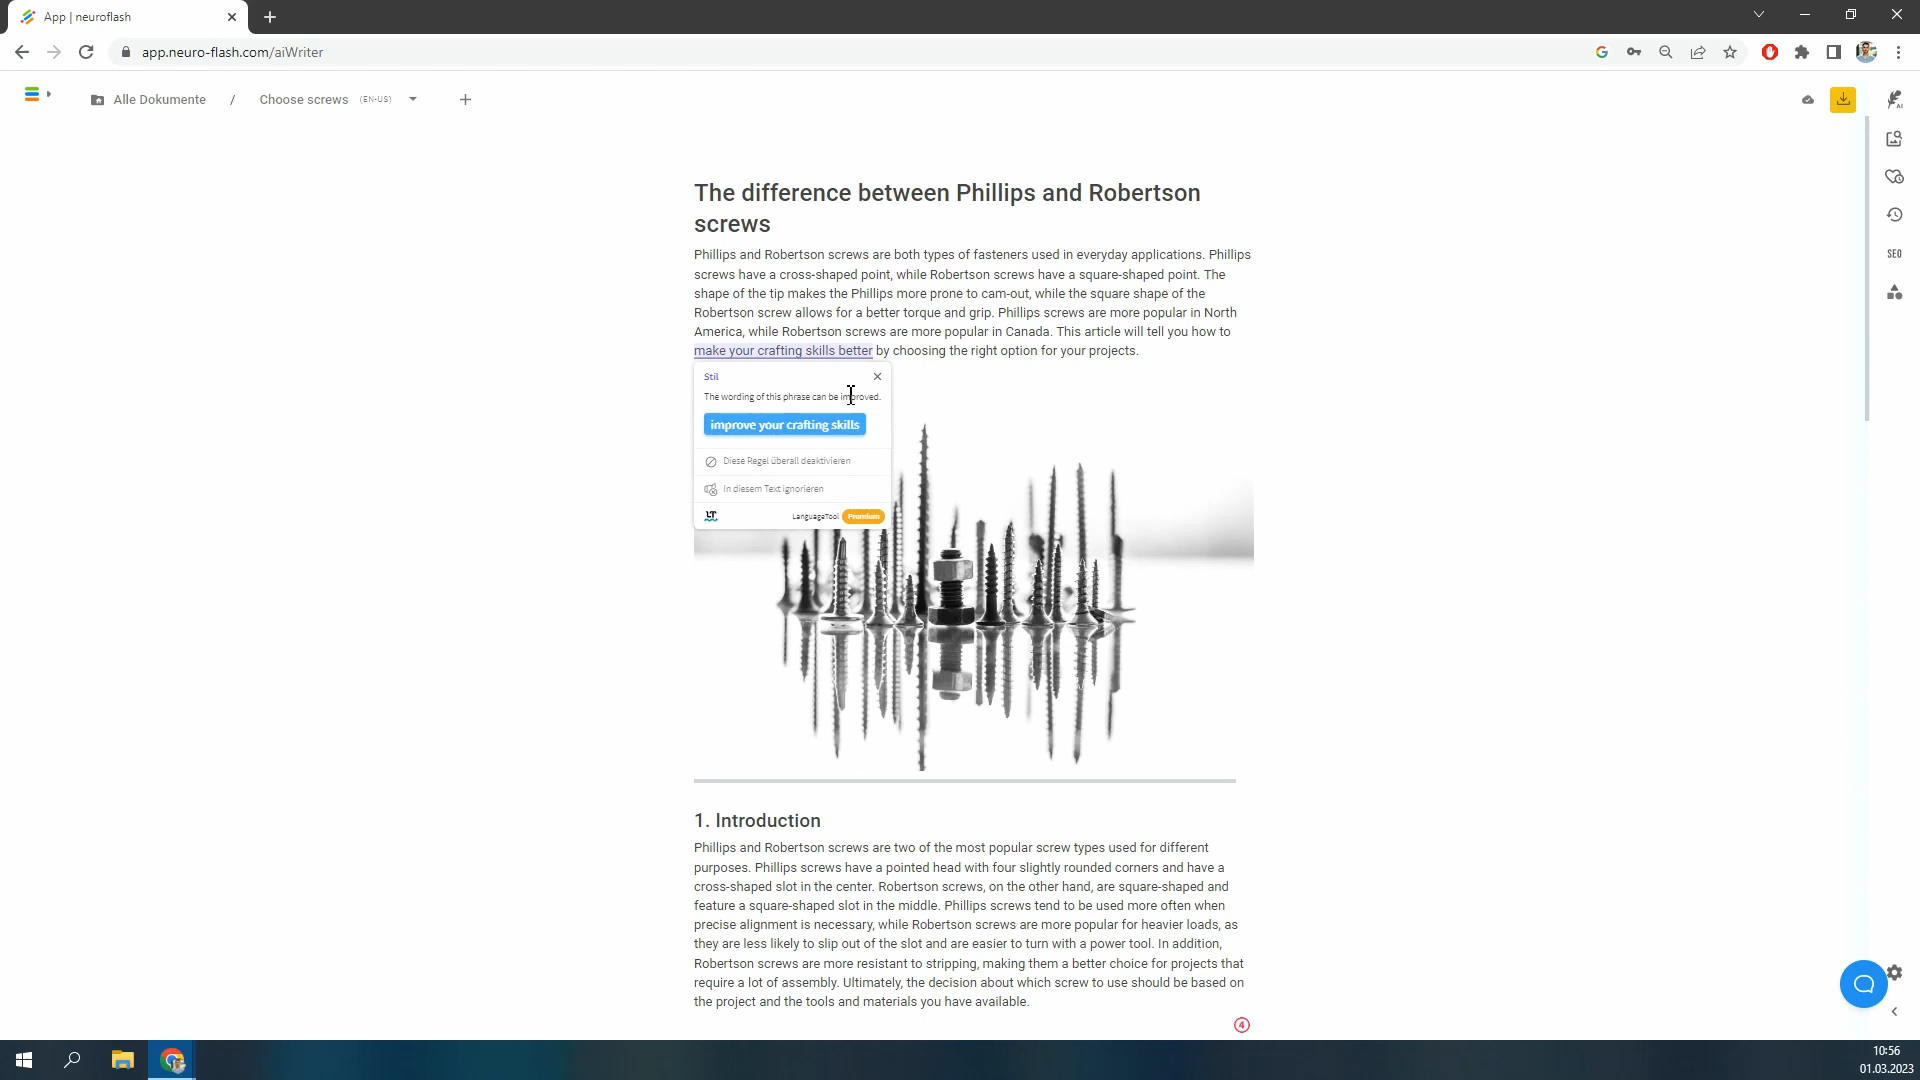 App | neuroflash
app.neuro-flash.com/aiWriter
Alle Dokumente / Choose screws (EN-US)
AI
SEO
The difference between Phillips and Robertson
screws
Phillips and Robertson screws are both types of fasteners used in everyday applications. Phillips
screws have a cross-shaped point, while Robertson screws have a square-shaped point. The
shape of the tip makes the Phillips more prone to cam-out, while the square shape of the
Robertson screw allows for a better torque and grip. Phillips screws are more popular in North
America, while Robertson screws are more popular in Canada. This article will tell you how to
make your crafting skills better by choosing the right option for your projects.
Stil
The wording of this phrase can be improved.
improve your crafting skills
Diese Regel überall deaktivieren
In diesem Text ignorieren
LT LanguageTool Premium
1. Introduction
Phillips and Robertson screws are two of the most popular screw types used for different
purposes. Phillips screws have a pointed head with four slightly rounded corners and have a
cross-shaped slot in the center. Robertson screws, on the other hand, are square-shaped and
feature a square-shaped slot in the middle. Phillips screws tend to be used more often when
precise alignment is necessary, while Robertson screws are more popular for heavier loads, as
they are less likely to slip out of the slot and are easier to turn with a power tool. In addition,
Robertson screws are more resistant to stripping, making them a better choice for projects that
require a lot of assembly. Ultimately, the decision about which screw to use should be based on
the project and the tools and materials you have available.
4
10:56
01.03.2023